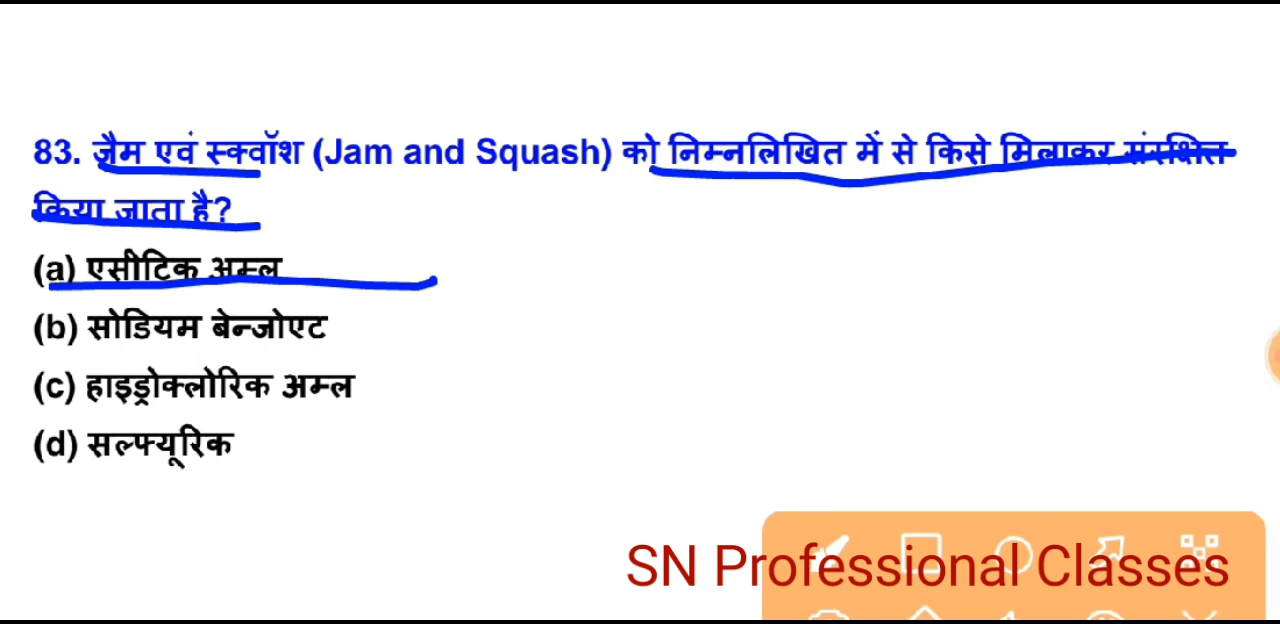 83. जैम एवं स्क्वॉश (Jam and Squash) को निम्नलिखित में से किसे मिलाकर संरक्षित
किया जाता है?
(a) एसीटिक अम्ल
(b) सोडियम बेन्जोएट
(c) हाइड्रोक्लोरिक अम्ल
(d) सल्फ्यूरिक
SN Professional Classes